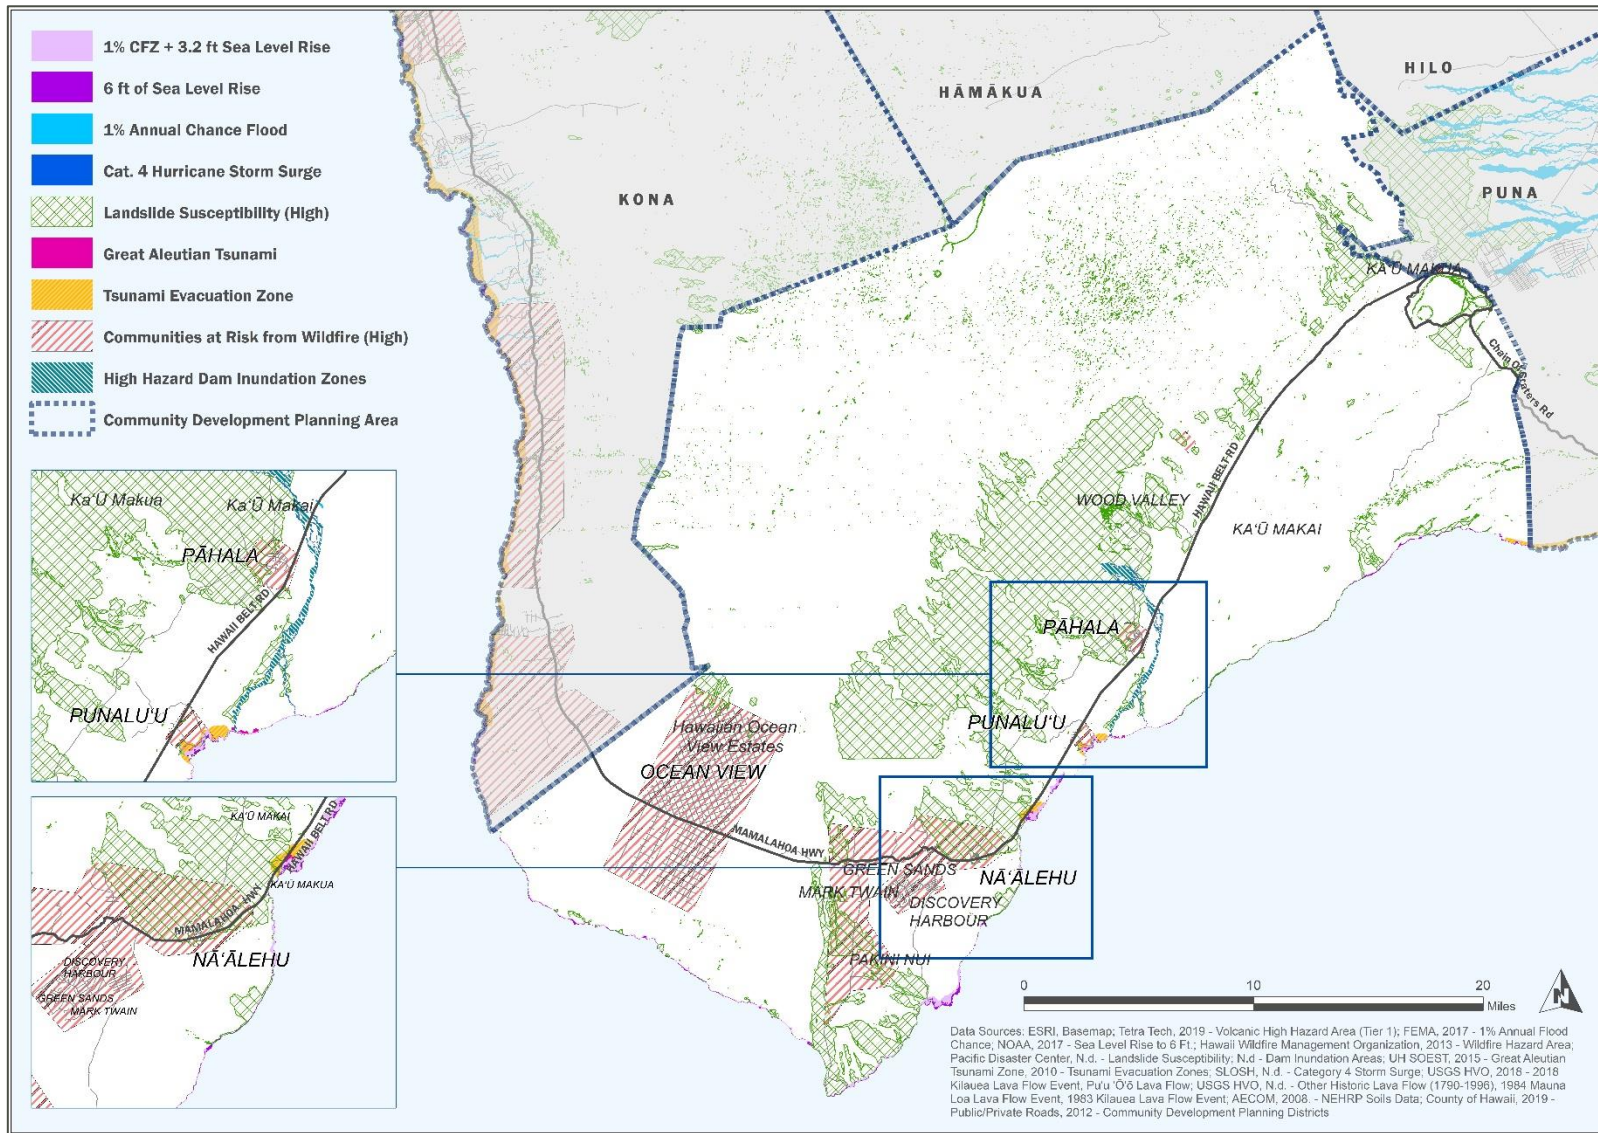 1% CFZ + 3.2 ft Sea Level Rise
6 ft of Sea Level Rise
1% Annual Chance Flood
Cat. 4 Hurricane Storm Surge
Landslide Susceptibility (High)
Great Aleutian Tsunami
Tsunami Evacuation Zone
Communities at Risk from Wildfire (High)
High Hazard Dam Inundation Zones
Community Development Planning Area
HILO
HĀMĀKUA
KONA
PUNA
KA'Ū MAKUA
Chain Of Craters Rd
HAWAII BELT RD
WOOD VALLEY
KA'Ū MAKAI
PĀHALA
PUNALU'U
Hawaiian Ocean
View Estates
OCEAN VIEW
MAMALAHOA HWY
GREEN SANDS
MARK TWAIN
NĀ'ĀLEHU
DISCOVERY
HARBOUR
PAKINI NUI
Ka'Ū Makua
Ka'Ū Makai
PĀHALA
HAWAII BELT RD
PUNALU'U
KA'Ū MAKAI
HAWAII BELT RD
KA'Ū MAKUA
MAMALAHOA HWY
NĀ'ĀLEHU
DISCOVERY
HARBOUR
GREEN SANDS
MARK TWAIN
0 10 20
Miles
N
Data Sources: ESRI, Basemap; Tetra Tech, 2019 - Volcanic High Hazard Area (Tier 1); FEMA, 2017 - 1% Annual Flood
Chance; NOAA, 2017 - Sea Level Rise to 6 Ft.; Hawaii Wildfire Management Organization, 2013 - Wildfire Hazard Area;
Pacific Disaster Center, N.d. - Landslide Susceptibility; N.d - Dam Inundation Areas; UH SOEST, 2015 - Great Aleutian
Tsunami Zone, 2010 - Tsunami Evacuation Zones; SLOSH, N.d. - Category 4 Storm Surge; USGS HVO, 2018 - 2018
Kilauea Lava Flow Event, Pu'u 'Ō'ō Lava Flow; USGS HVO, N.d. - Other Historic Lava Flow (1790-1996), 1984 Mauna
Loa Lava Flow Event, 1983 Kilauea Lava Flow Event; AECOM, 2008. - NEHRP Soils Data; County of Hawaii, 2019 -
Public/Private Roads, 2012 - Community Development Planning Districts